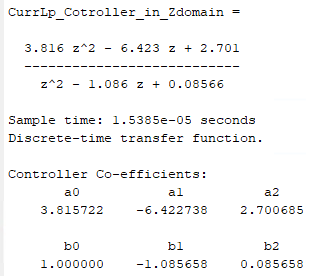 CurrLp_Cotroller_in_Zdomain =
3.816 z^2 - 6.423 z + 2.701
---------------------------
z^2 - 1.086 z + 0.08566
Sample time: 1.5385e-05 seconds
Discrete-time transfer function.
Controller Co-efficients:
a0 a1 a2
3.815722 -6.422738 2.700685
b0 b1 b2
1.000000 -1.085658 0.085658